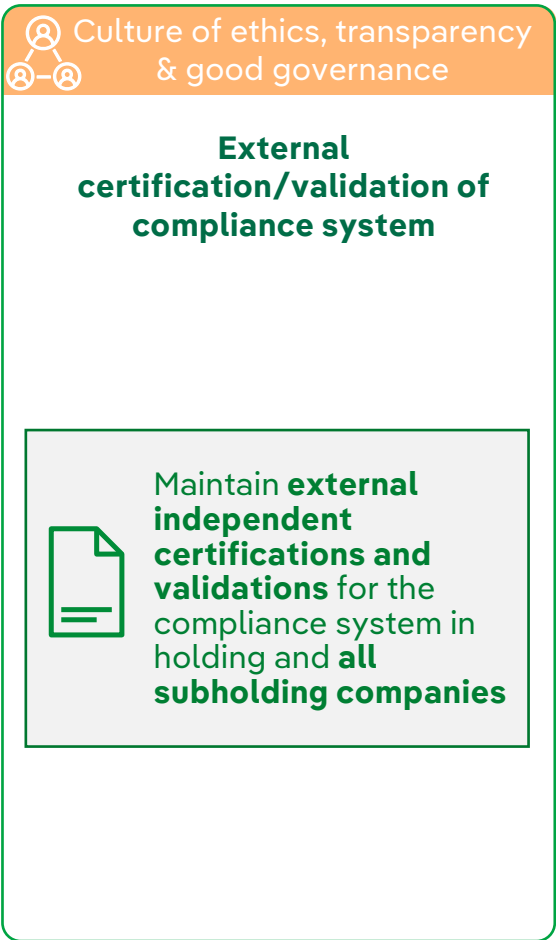 Culture of ethics, transparency
& good governance
External
certification/validation of
compliance system
Maintain external
independent
certifications and
validations for the
compliance system in
holding and all
subholding companies